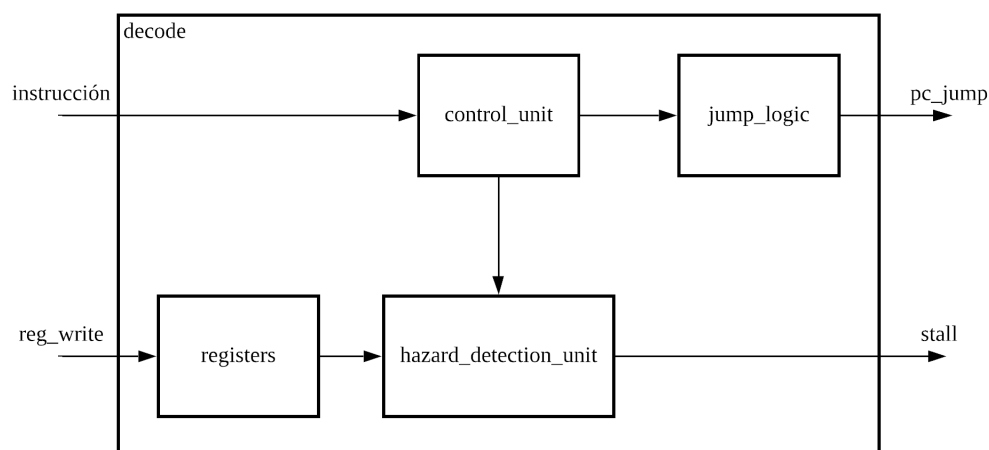 decode
instrucción
control_unit
jump_logic
pc_jump
reg_write
registers
hazard_detection_unit
stall